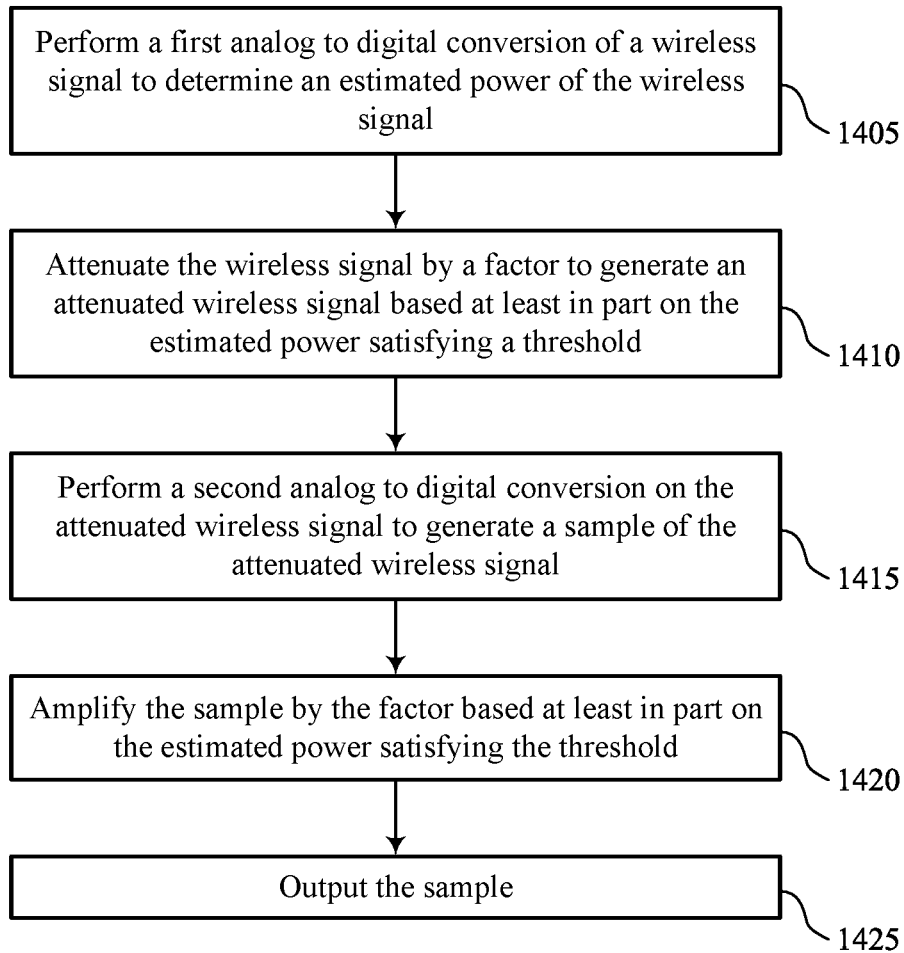 Perform a first analog to digital conversion of a wireless
signal to determine an estimated power of the wireless
signal
1405
Attenuate the wireless signal by a factor to generate an
attenuated wireless signal based at least in part on the
estimated power satisfying a threshold
1410
Perform a second analog to digital conversion on the
attenuated wireless signal to generate a sample of the
attenuated wireless signal
1415
Amplify the sample by the factor based at least in part on
the estimated power satisfying the threshold
1420
Output the sample
1425